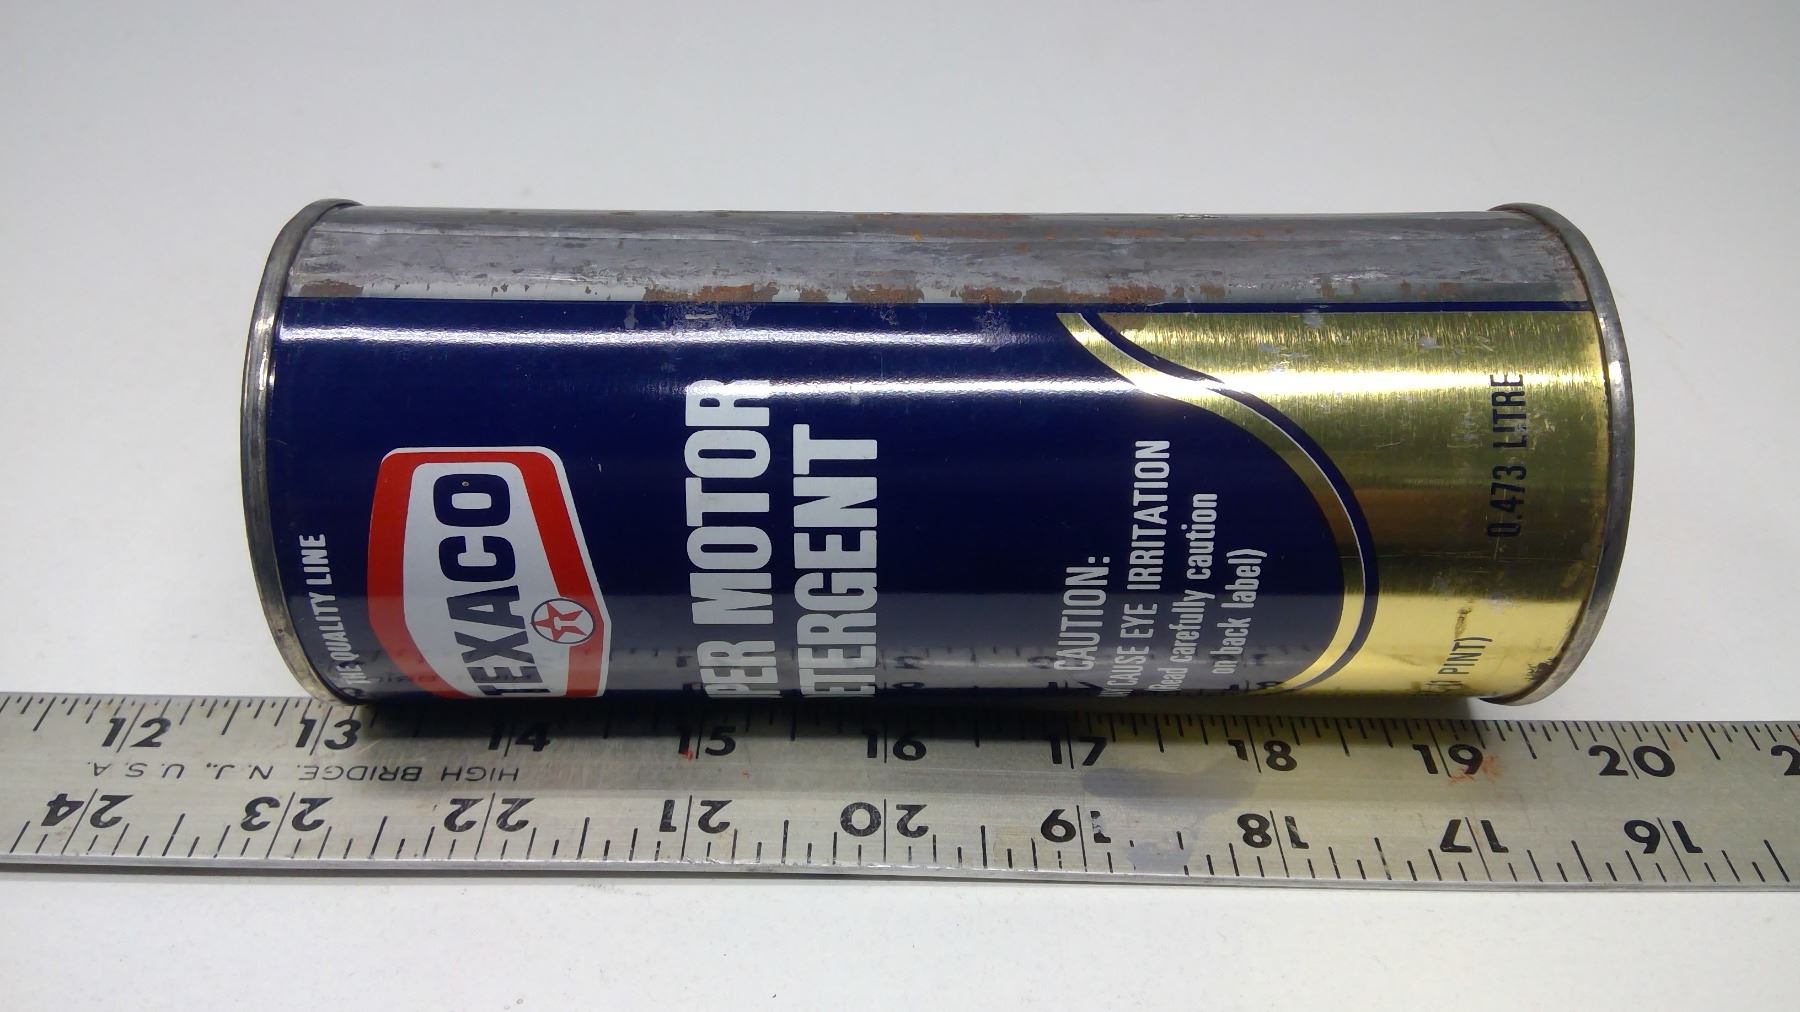 THE QUALITY LINE
TEXACO
T
PER MOTOR
ETERGENT
CAUTION:
CAUSE EYE IRRITATION
(Read carefully caution
on back label)
0.473 LITRE
PINT)
12 13 14 15 16 17 18 19 20
HIGH BRIDGE, N.J., U.S.A.
24 23 22 21 20 19 18 17 16